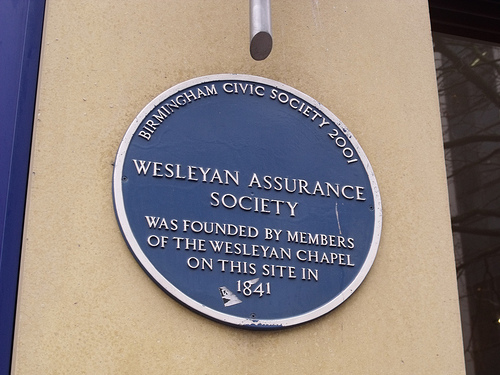 BIRMINGHAM CIVIC SOCIETY 2001
WESLEYAN ASSURANCE
SOCIETY
WAS FOUNDED BY MEMBERS
OF THE WESLEYAN CHAPEL
ON THIS SITE IN
1841